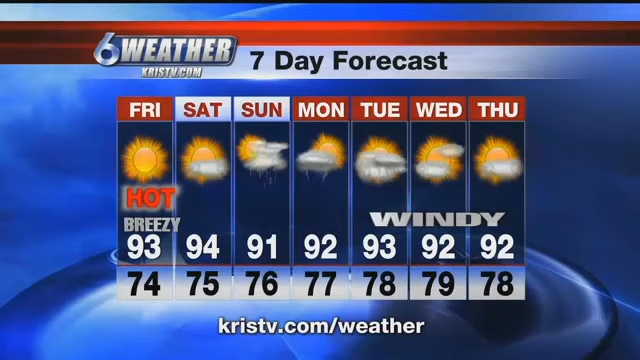 6WEATHER
KRISTV.COM
7 Day Forecast
FRI SAT SUN MON TUE WED THU
HOT
BREEZY WINDY
93 94 91 92 93 92 92
74 75 76 77 78 79 78
kristv.com/weather